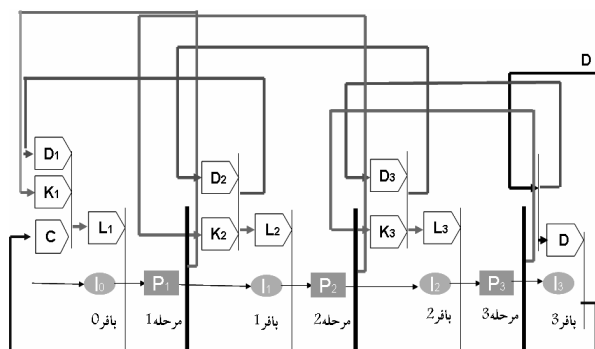 D
D1
D2
D3
K1
C
L1
K2
L2
K3
L3
D
I0
P1
I1
P2
I2
P3
I3
بافر0
مرحله1
بافر1
مرحله2
بافر2
مرحله3
بافر3